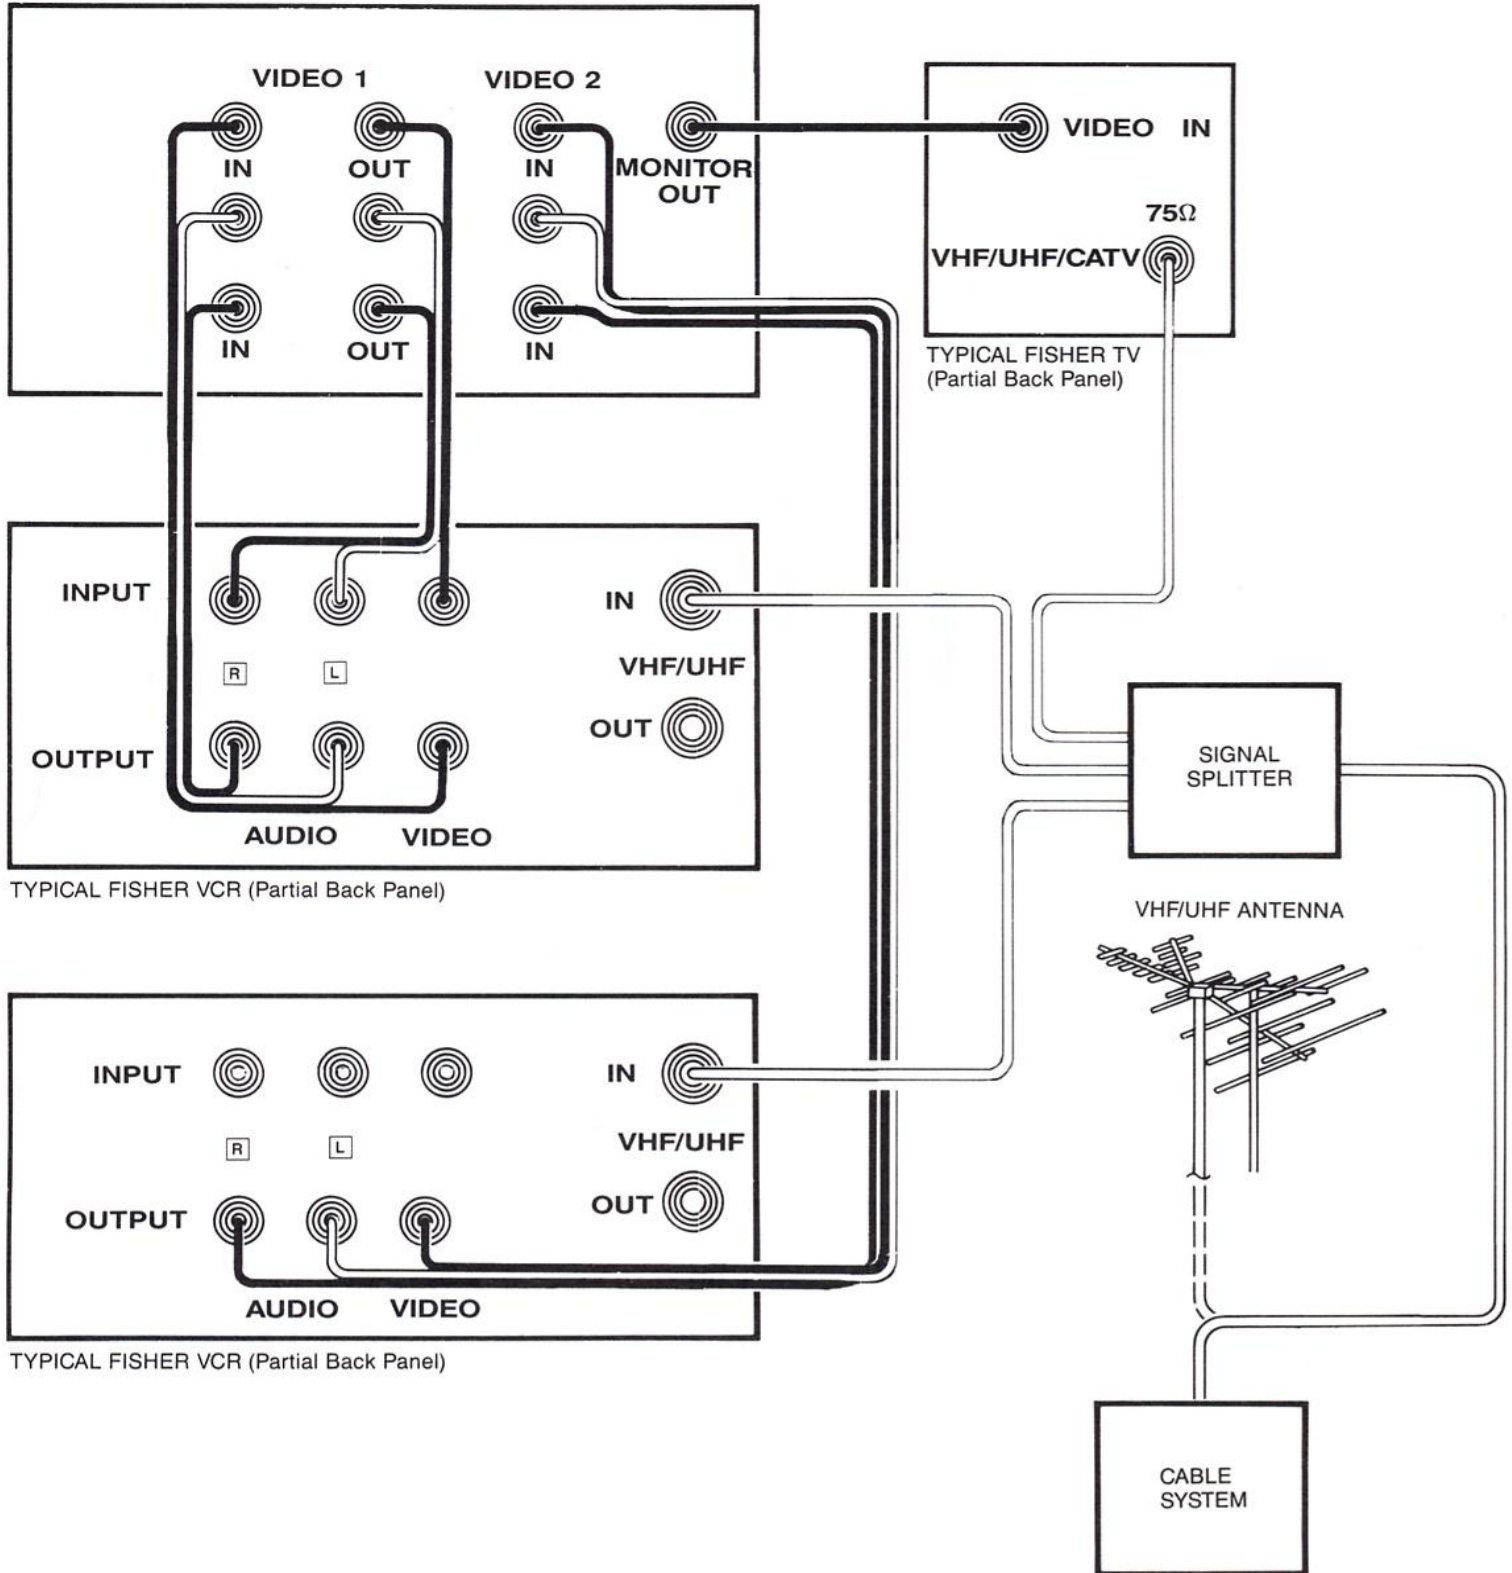 VIDEO 1 VIDEO 2
IN OUT IN MONITOR
OUT
IN OUT IN
VIDEO IN
75Ω
VHF/UHF/CATV
TYPICAL FISHER TV
(Partial Back Panel)
INPUT IN
R L VHF/UHF
OUTPUT OUT
AUDIO VIDEO
TYPICAL FISHER VCR (Partial Back Panel)
SIGNAL
SPLITTER
VHF/UHF ANTENNA
INPUT IN
R L VHF/UHF
OUTPUT OUT
AUDIO VIDEO
TYPICAL FISHER VCR (Partial Back Panel)
CABLE
SYSTEM